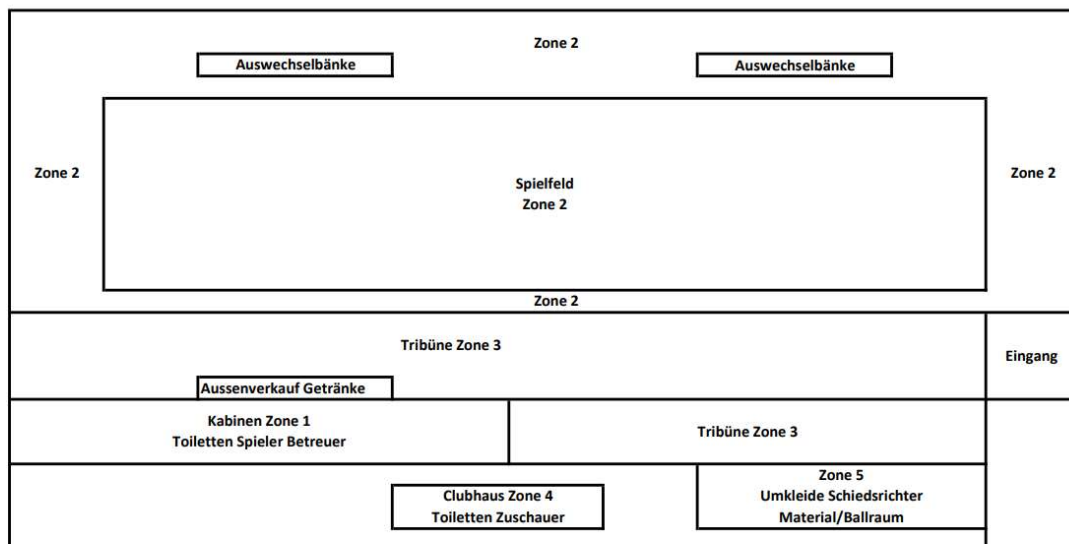 Zone 2
Auswechselbänke
Auswechselbänke
Zone 2
Spielfeld
Zone 2
Zone 2
Zone 2
Tribüne Zone 3
Eingang
Aussenverkauf Getränke
Kabinen Zone 1
Toiletten Spieler Betreuer
Tribüne Zone 3
Clubhaus Zone 4
Toiletten Zuschauer
Zone 5
Umkleide Schiedsrichter
Material/Ballraum